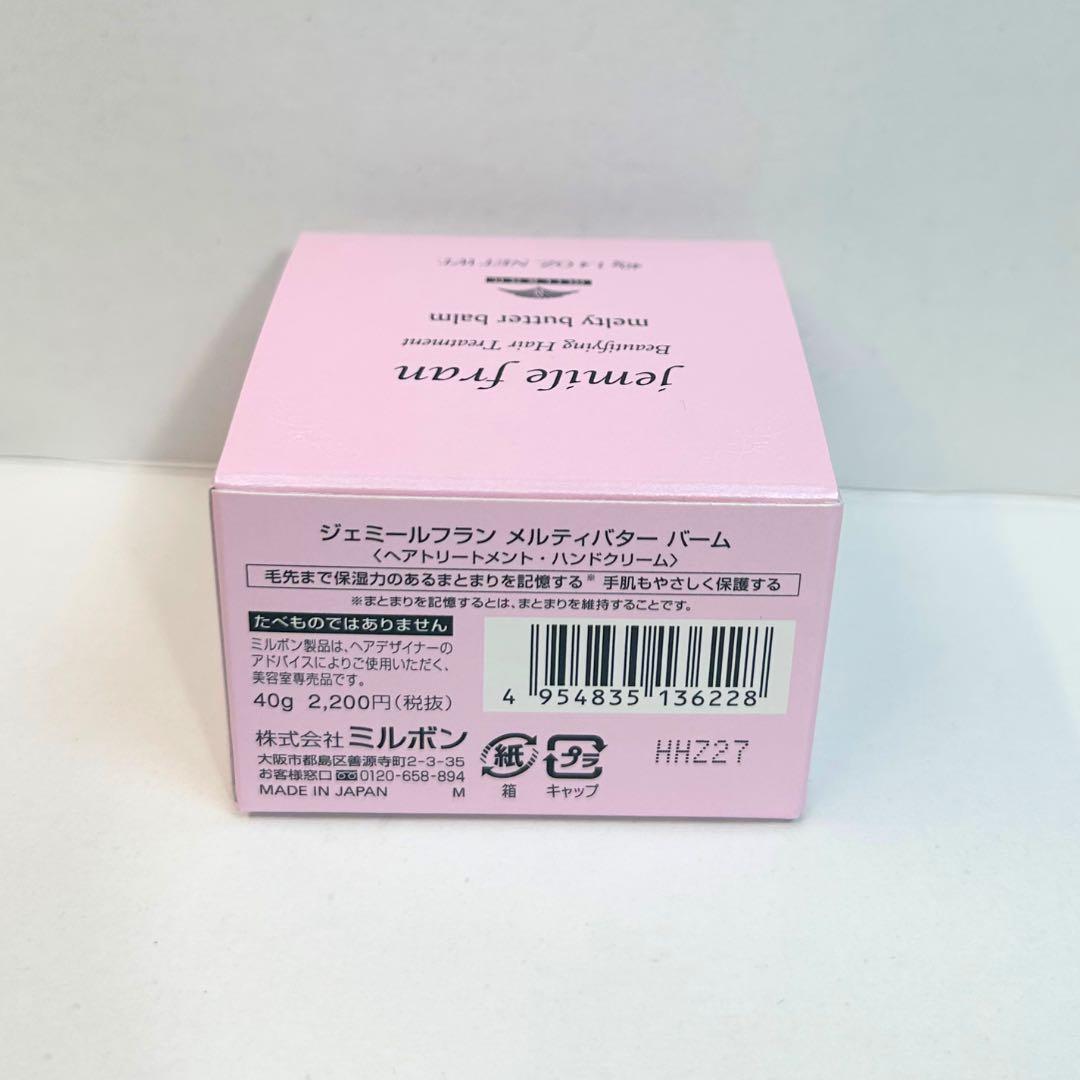 jemile fran
Beautifying Hair Treatment
melty butter balm
MILBON
40g 1.4 OZ. NET WT.
ジェミールフラン メルティバター バーム
〈ヘアトリートメント・ハンドクリーム〉
毛先まで保湿力のあるまとまりを記憶する※ 手肌もやさしく保護する
※まとまりを記憶するとは、まとまりを維持することです。
たべものではありません
ミルボン製品は、ヘアデザイナーの
アドバイスによりご使用いただく、
美容室専売品です。
40g 2,200円(税抜)
4 954835 136228
株式会社ミルボン
大阪市都島区善源寺町2-3-35
お客様窓口 0120-658-894
MADE IN JAPAN M
紙
箱
プラ
キャップ
HHZ27